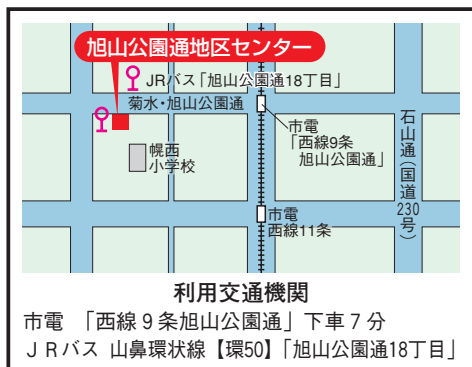 旭山公園通地区センター
JRバス「旭山公園通18丁目」
菊水・旭山公園通
市電
「西線9条
旭山公園通」
幌西
小学校
石山通(国道230号)
市電
西線11条
利用交通機関
市電 「西線9条旭山公園通」下車7分
JRバス 山鼻環状線【環50】「旭山公園通18丁目」